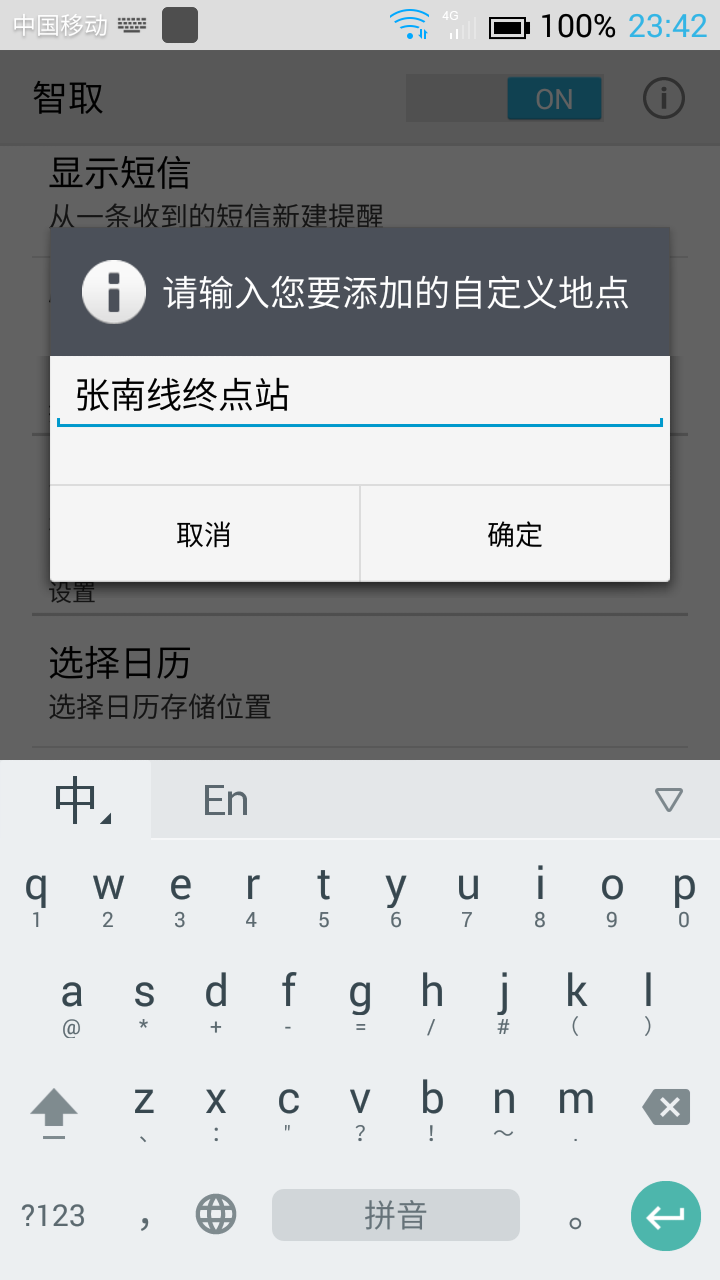 中国移动 4G 100% 23:42
智取 ON
显示短信
从一条收到的短信新建提醒
请输入您要添加的自定义地点
张南线终点站
取消 确定
设置
选择日历
选择日历存储位置
中 En
q w e r t y u i o p
1 2 3 4 5 6 7 8 9 0
a s d f g h j k l
@ * + - = / # （ ）
z x c v b n m
、 : " ? ! ～ .
?123 ， 拼音 。